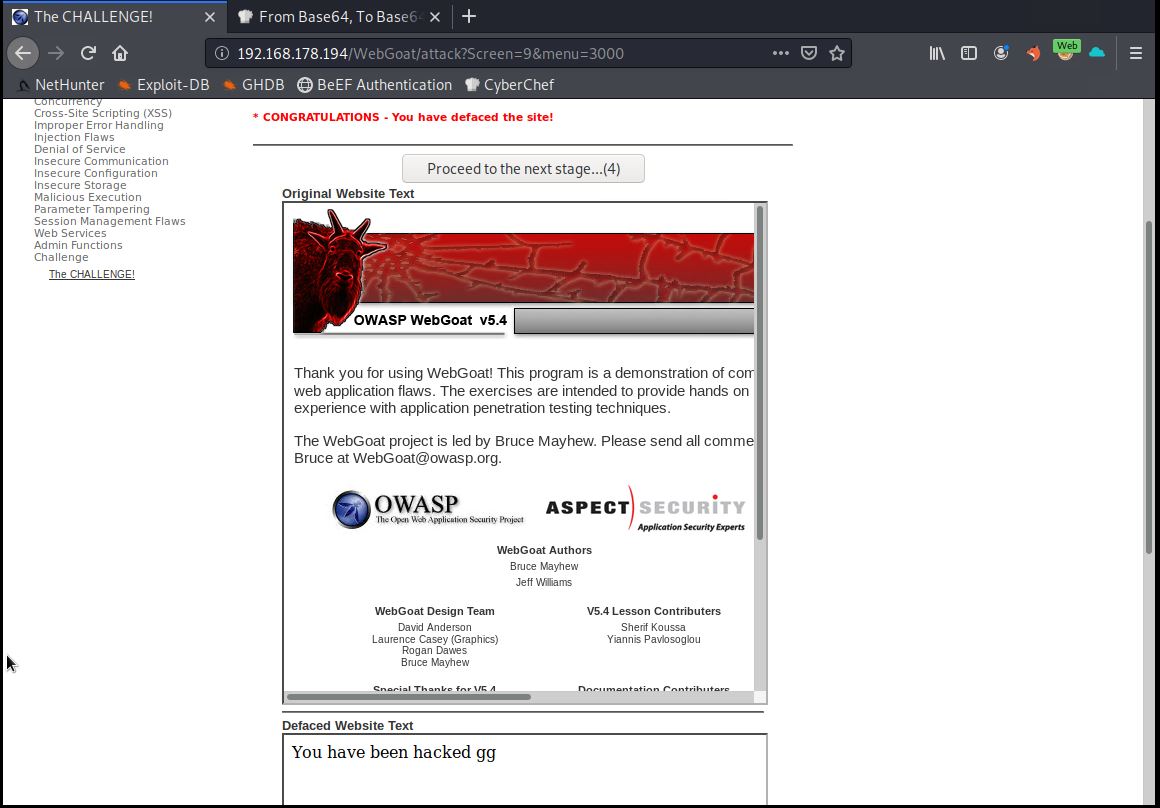 The CHALLENGE!
From Base64, To Base64
192.168.178.194/WebGoat/attack?Screen=9&menu=3000
Web
NetHunter
Exploit-DB
GHDB
BeEF Authentication
CyberChef
Concurrency
Cross-Site Scripting (XSS)
Improper Error Handling
Injection Flaws
Denial of Service
Insecure Communication
Insecure Configuration
Insecure Storage
Malicious Execution
Parameter Tampering
Session Management Flaws
Web Services
Admin Functions
Challenge
The CHALLENGE!
* CONGRATULATIONS - You have defaced the site!
Proceed to the next stage...(4)
Original Website Text
OWASP WebGoat v5.4
Thank you for using WebGoat! This program is a demonstration of com
web application flaws. The exercises are intended to provide hands on
experience with application penetration testing techniques.
The WebGoat project is led by Bruce Mayhew. Please send all comme
Bruce at WebGoat@owasp.org.
OWASP
The Open Web Application Security Project
ASPECT SECURITY
Application Security Experts
WebGoat Authors
Bruce Mayhew
Jeff Williams
WebGoat Design Team
David Anderson
Laurence Casey (Graphics)
Rogan Dawes
Bruce Mayhew
V5.4 Lesson Contributers
Sherif Koussa
Yiannis Pavlosoglou
Special Thanks for V5.4
Documentation Contributers
Defaced Website Text
You have been hacked gg